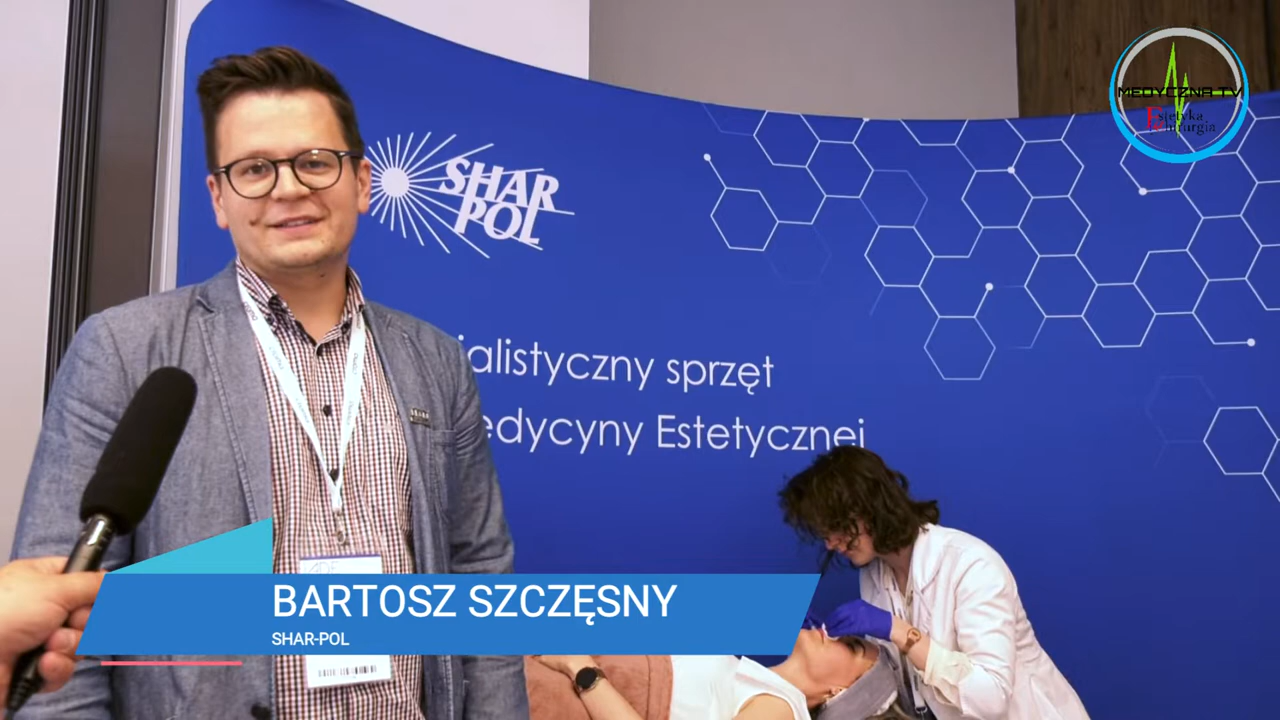 MEDYCZNA TV
Estetyka
Chirurgia
SHAR
POL
ialistyczny sprzęt
edycyny Estetycznej
BARTOSZ SZCZĘSNY
SHAR-POL